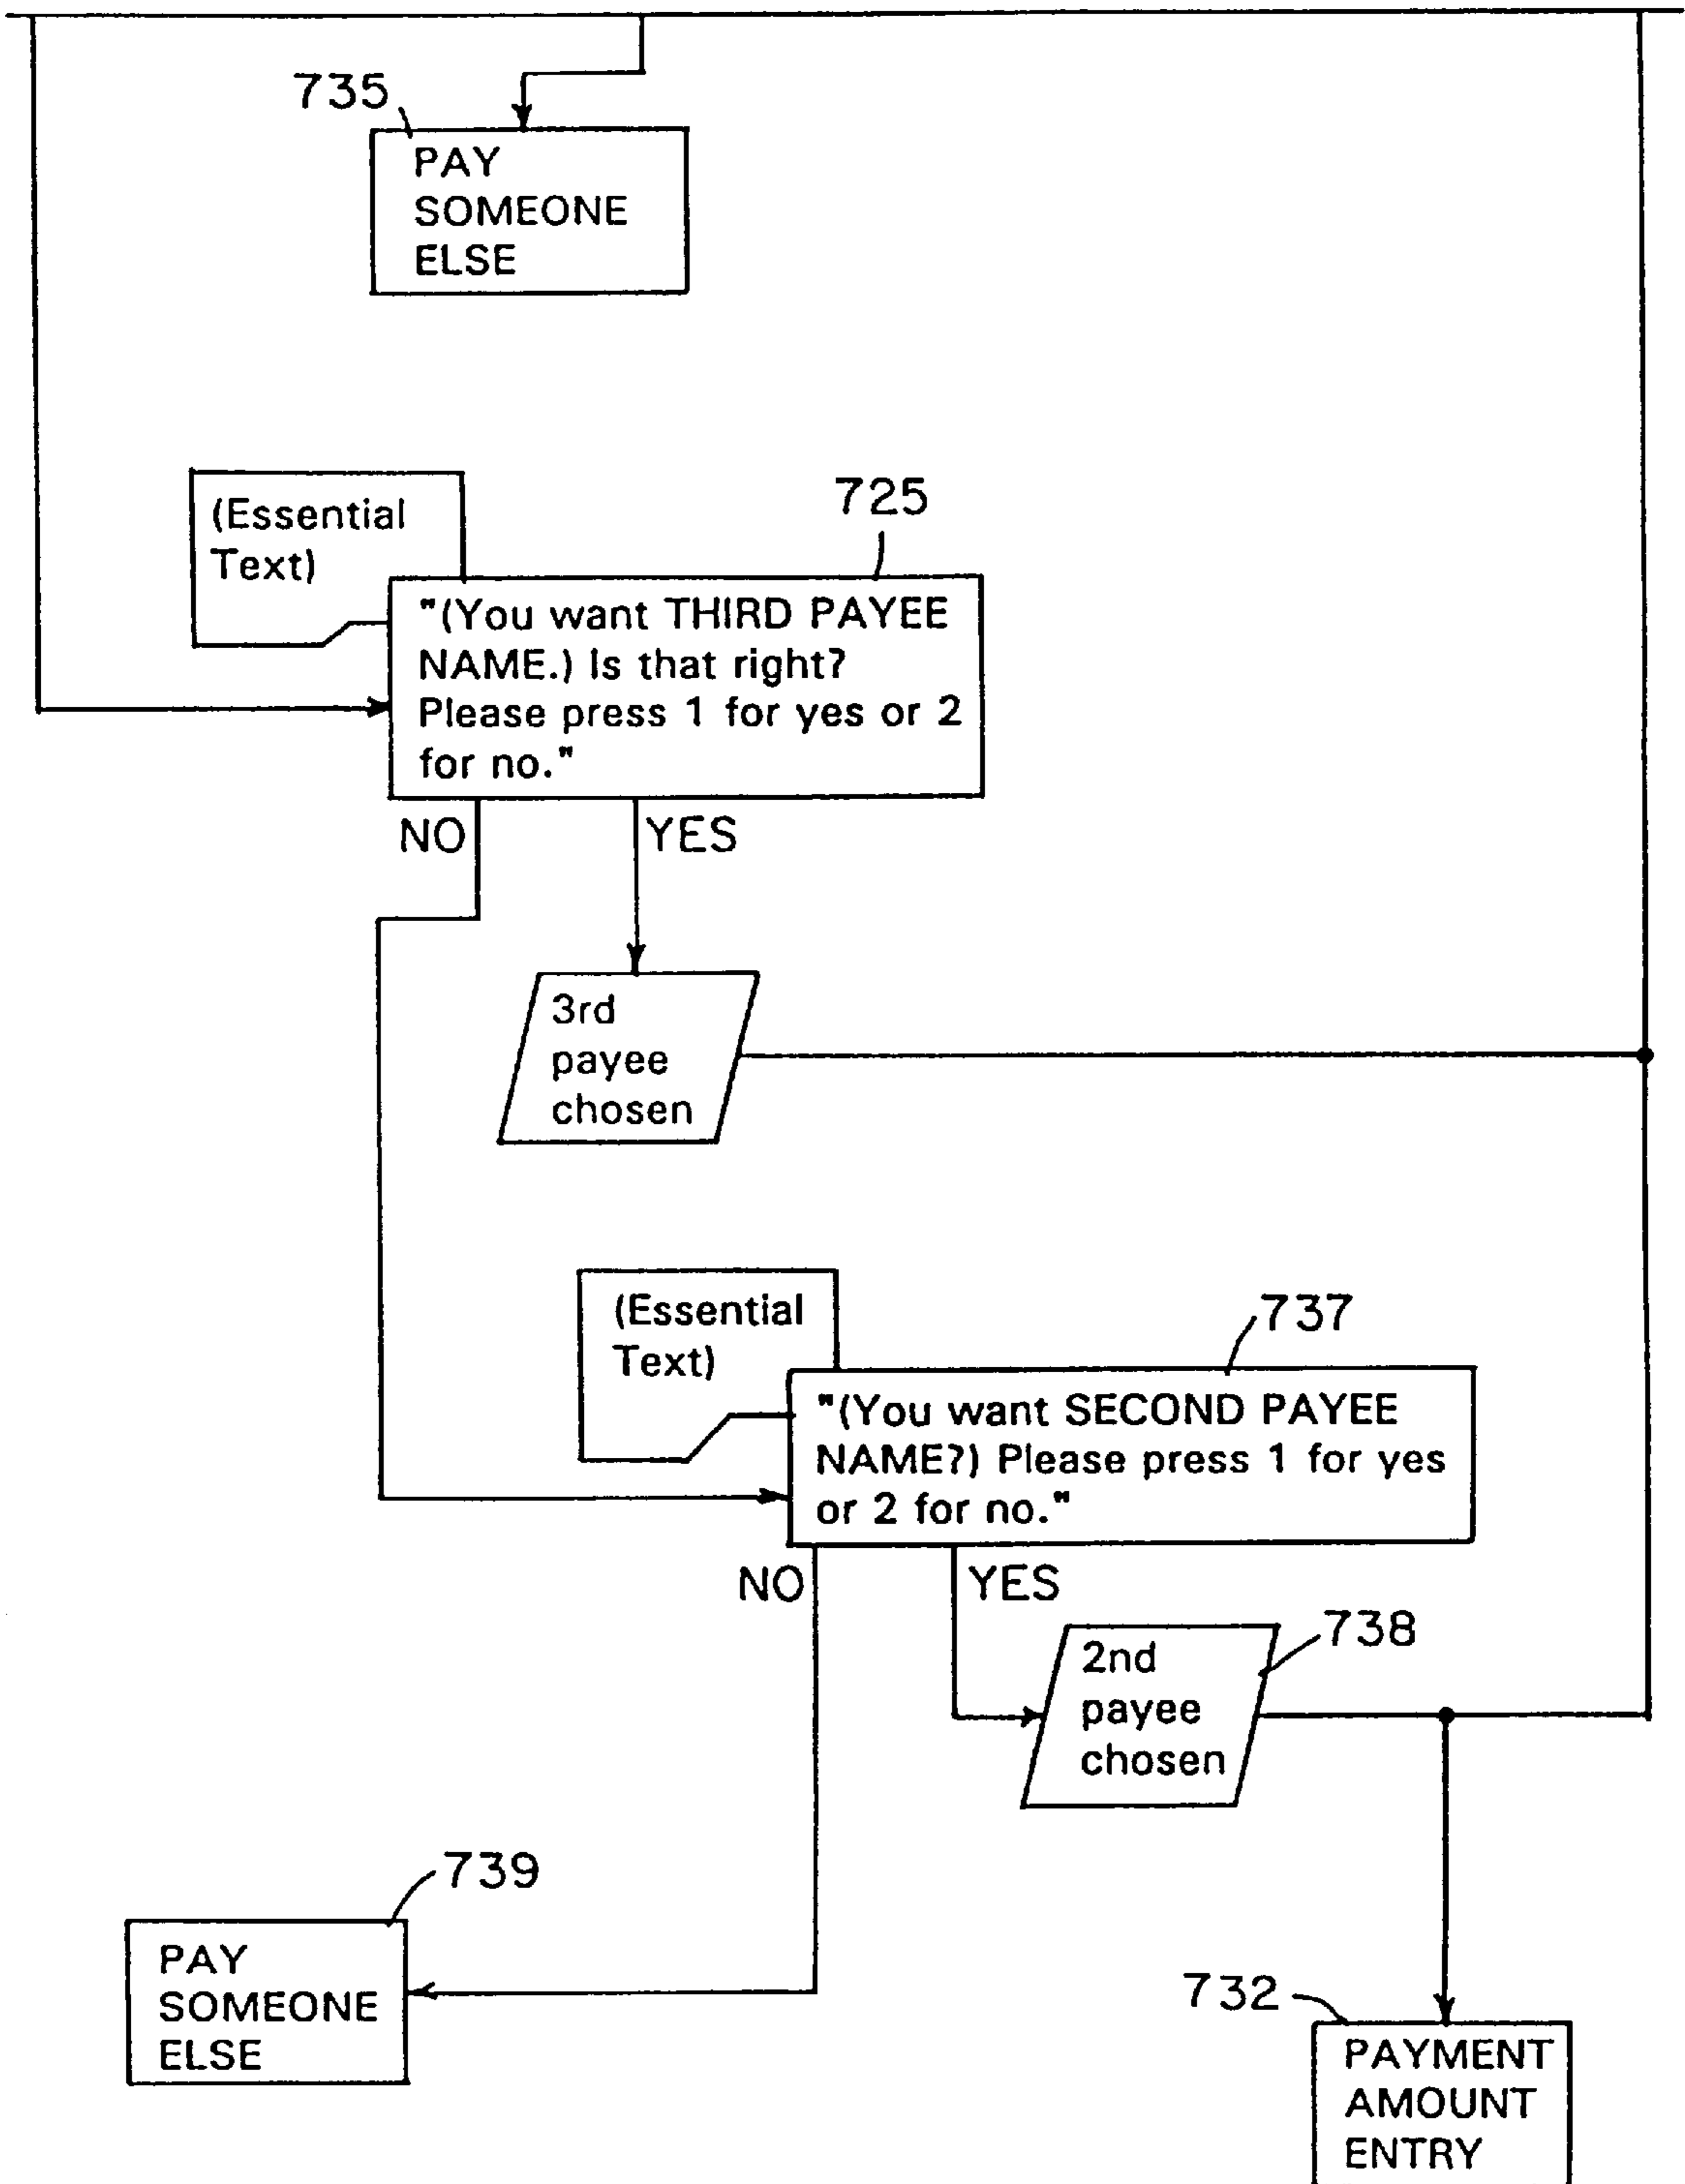 735
PAY
SOMEONE
ELSE
(Essential
Text)
725
"(You want THIRD PAYEE
NAME.) Is that right?
Please press 1 for yes or 2
for no."
NO
YES
3rd
payee
chosen
(Essential
Text)
737
"(You want SECOND PAYEE
NAME?) Please press 1 for yes
or 2 for no."
NO
YES
738
2nd
payee
chosen
739
PAY
SOMEONE
ELSE
732
PAYMENT
AMOUNT
ENTRY